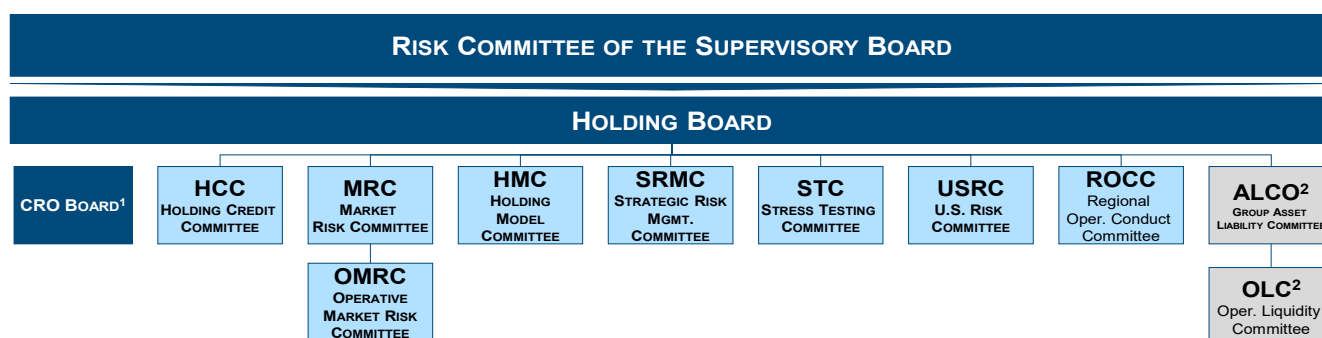 RISK COMMITTEE OF THE SUPERVISORY BOARD
HOLDING BOARD
CRO BOARD¹
HCC
HOLDING CREDIT
COMMITTEE
MRC
MARKET
RISK COMMITTEE
HMC
HOLDING
MODEL
COMMITTEE
SRMC
STRATEGIC RISK
MGMT.
COMMITTEE
STC
STRESS TESTING
COMMITTEE
USRC
U.S. RISK
COMMITTEE
ROCC
Regional
Oper. Conduct
Committee
ALCO²
GROUP ASSET
LIABILITY COMMITTEE
OMRC
OPERATIVE
MARKET RISK
COMMITTEE
OLC²
Oper. Liquidity
Committee